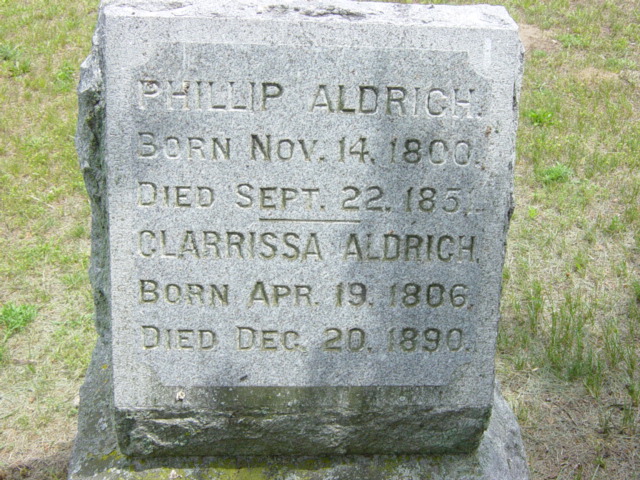 PHILLIP ALDRICH.
BORN NOV. 14. 1800.
DIED SEPT. 22.
CLARRISSA ALDRICH.
BORN APR. 19. 1806.
DIED DEC. 20. 1890.